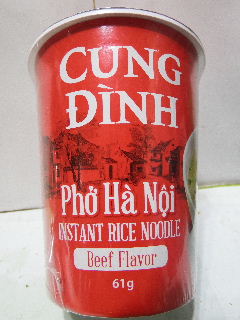 CUNG
ĐÌNH
Phở Hà Nội
INSTANT RICE NOODLE
Beef Flavor
61g